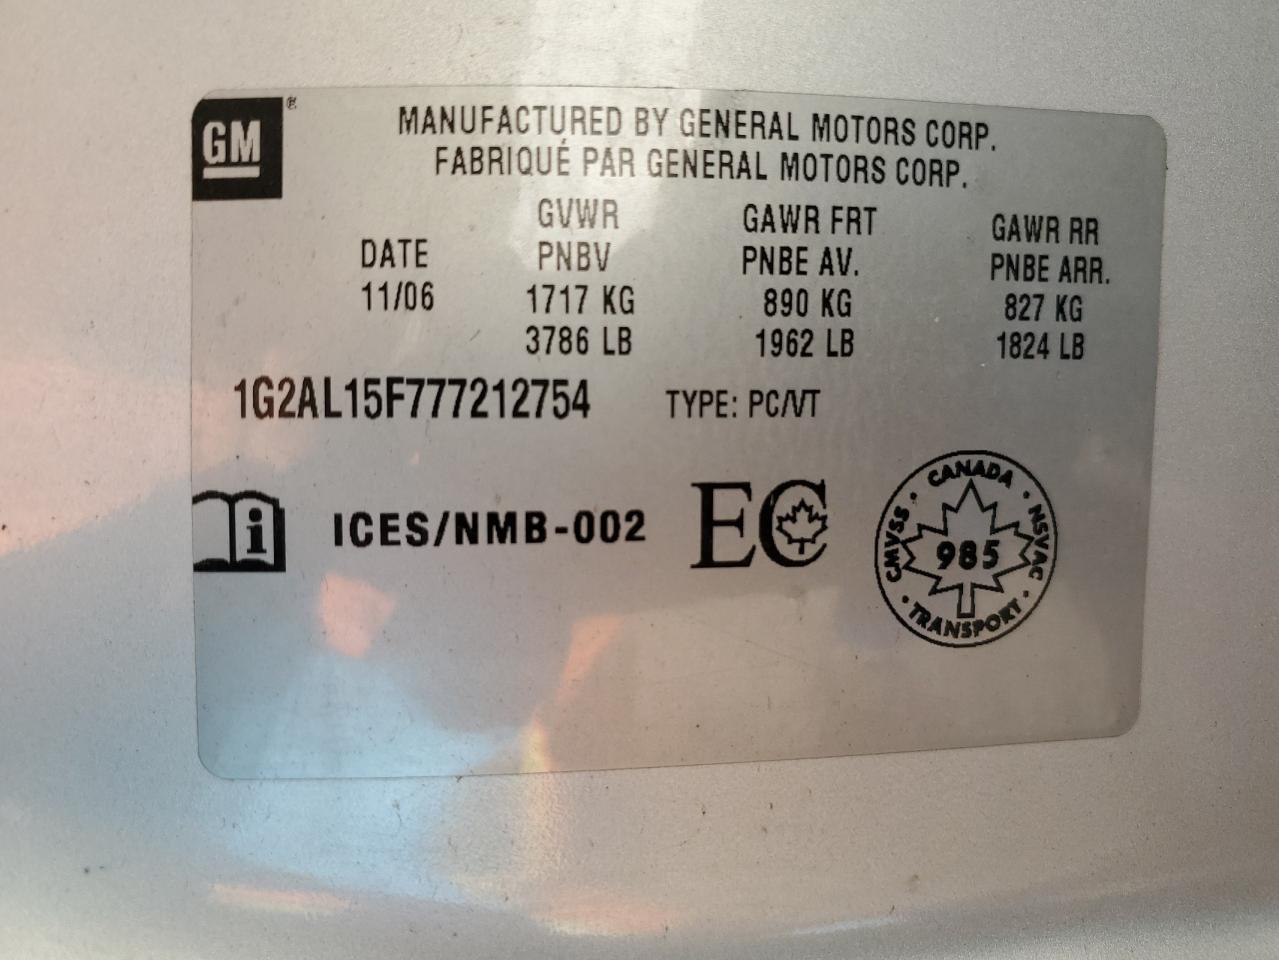 GM ®
MANUFACTURED BY GENERAL MOTORS CORP.
FABRIQUÉ PAR GENERAL MOTORS CORP.
GVWR GAWR FRT GAWR RR
DATE PNBV PNBE AV. PNBE ARR.
11/06 1717 KG 890 KG 827 KG
3786 LB 1962 LB 1824 LB
1G2AL15F777212754 TYPE: PC/VT
i ICES/NMB-002 EC
CANADA
CMVSS 985 NSVAC
TRANSPORT